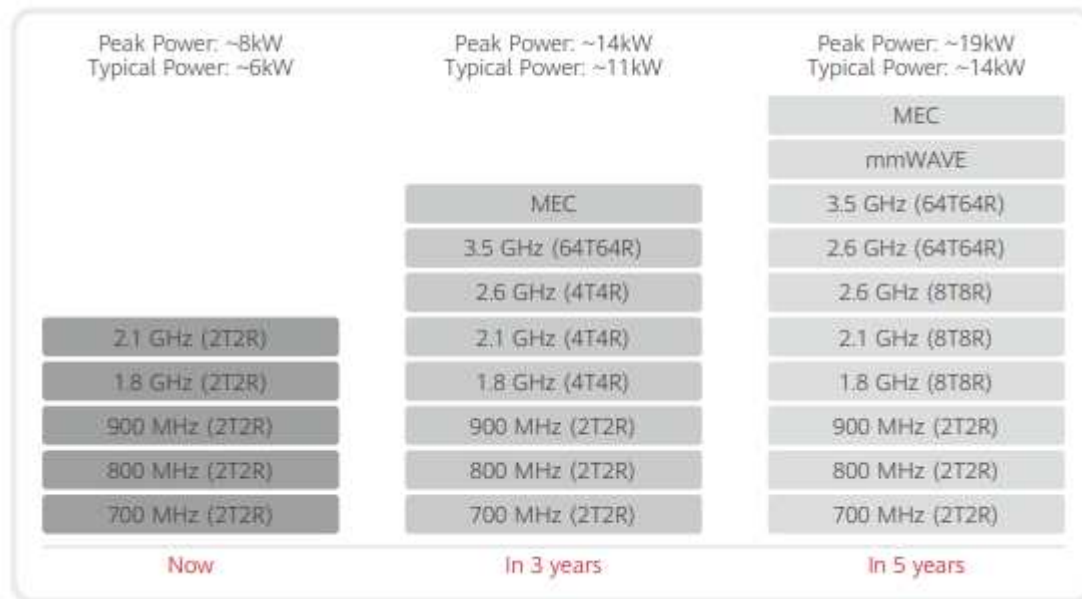 Peak Power: ~8kW
Typical Power: ~6kW
2.1 GHz (2T2R)
1.8 GHz (2T2R)
900 MHz (2T2R)
800 MHz (2T2R)
700 MHz (2T2R)
Now
Peak Power: ~14kW
Typical Power: ~11kW
MEC
3.5 GHz (64T64R)
2.6 GHz (4T4R)
2.1 GHz (4T4R)
1.8 GHz (4T4R)
900 MHz (2T2R)
800 MHz (2T2R)
700 MHz (2T2R)
In 3 years
Peak Power: ~19kW
Typical Power: ~14kW
MEC
mmWAVE
3.5 GHz (64T64R)
2.6 GHz (64T64R)
2.6 GHz (8T8R)
2.1 GHz (8T8R)
1.8 GHz (8T8R)
900 MHz (2T2R)
800 MHz (2T2R)
700 MHz (2T2R)
In 5 years